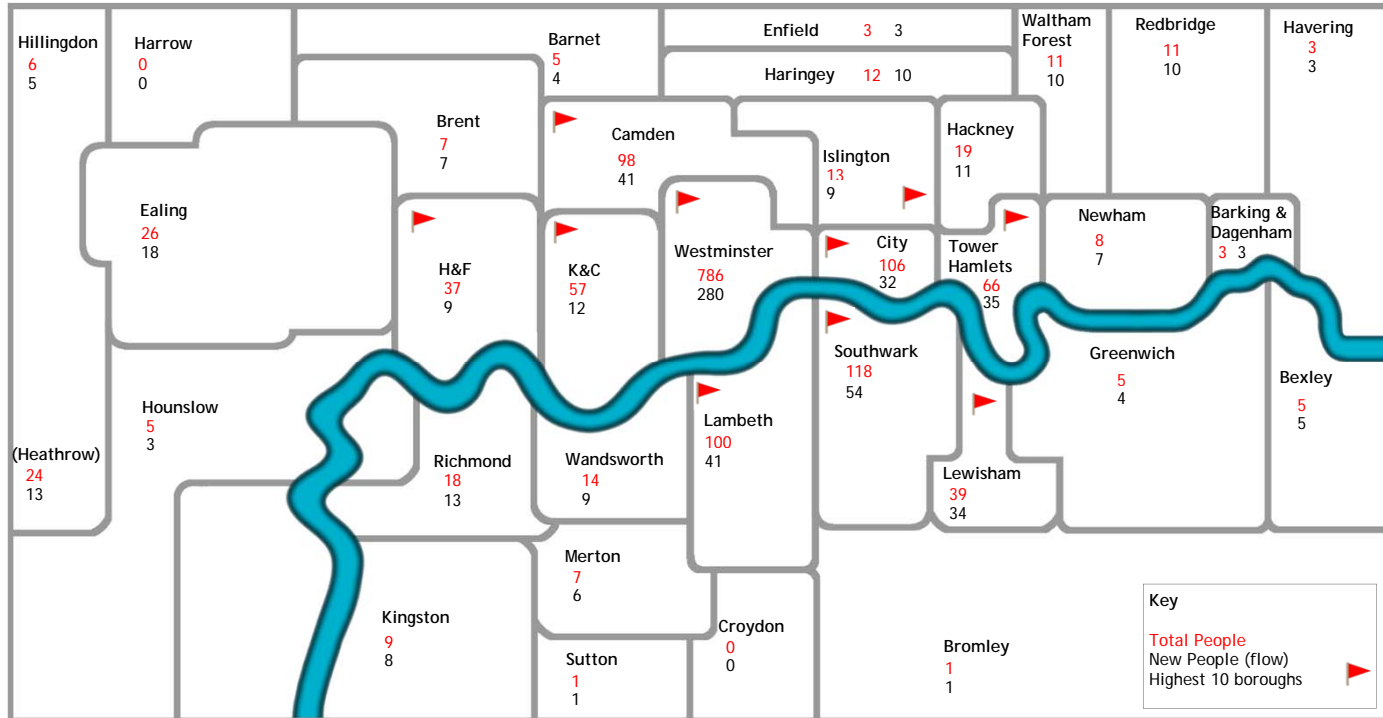 Hillingdon
6
5
Harrow
0
0
Barnet
5
4
Enfield 3 3
Haringey 12 10
Waltham
Forest
11
10
Redbridge
11
10
Havering
3
3
Brent
7
7
Camden
98
41
Islington
13
9
Hackney
19
11
Ealing
26
18
H&F
37
9
K&C
57
12
Westminster
786
280
City
106
32
Tower
Hamlets
66
35
Newham
8
7
Barking &
Dagenham
3 3
Hounslow
5
3
(Heathrow)
24
13
Richmond
18
13
Wandsworth
14
9
Lambeth
100
41
Southwark
118
54
Lewisham
39
34
Greenwich
5
4
Bexley
5
5
Kingston
9
8
Merton
7
6
Sutton
1
1
Croydon
0
0
Bromley
1
1
Key
Total People
New People (flow)
Highest 10 boroughs